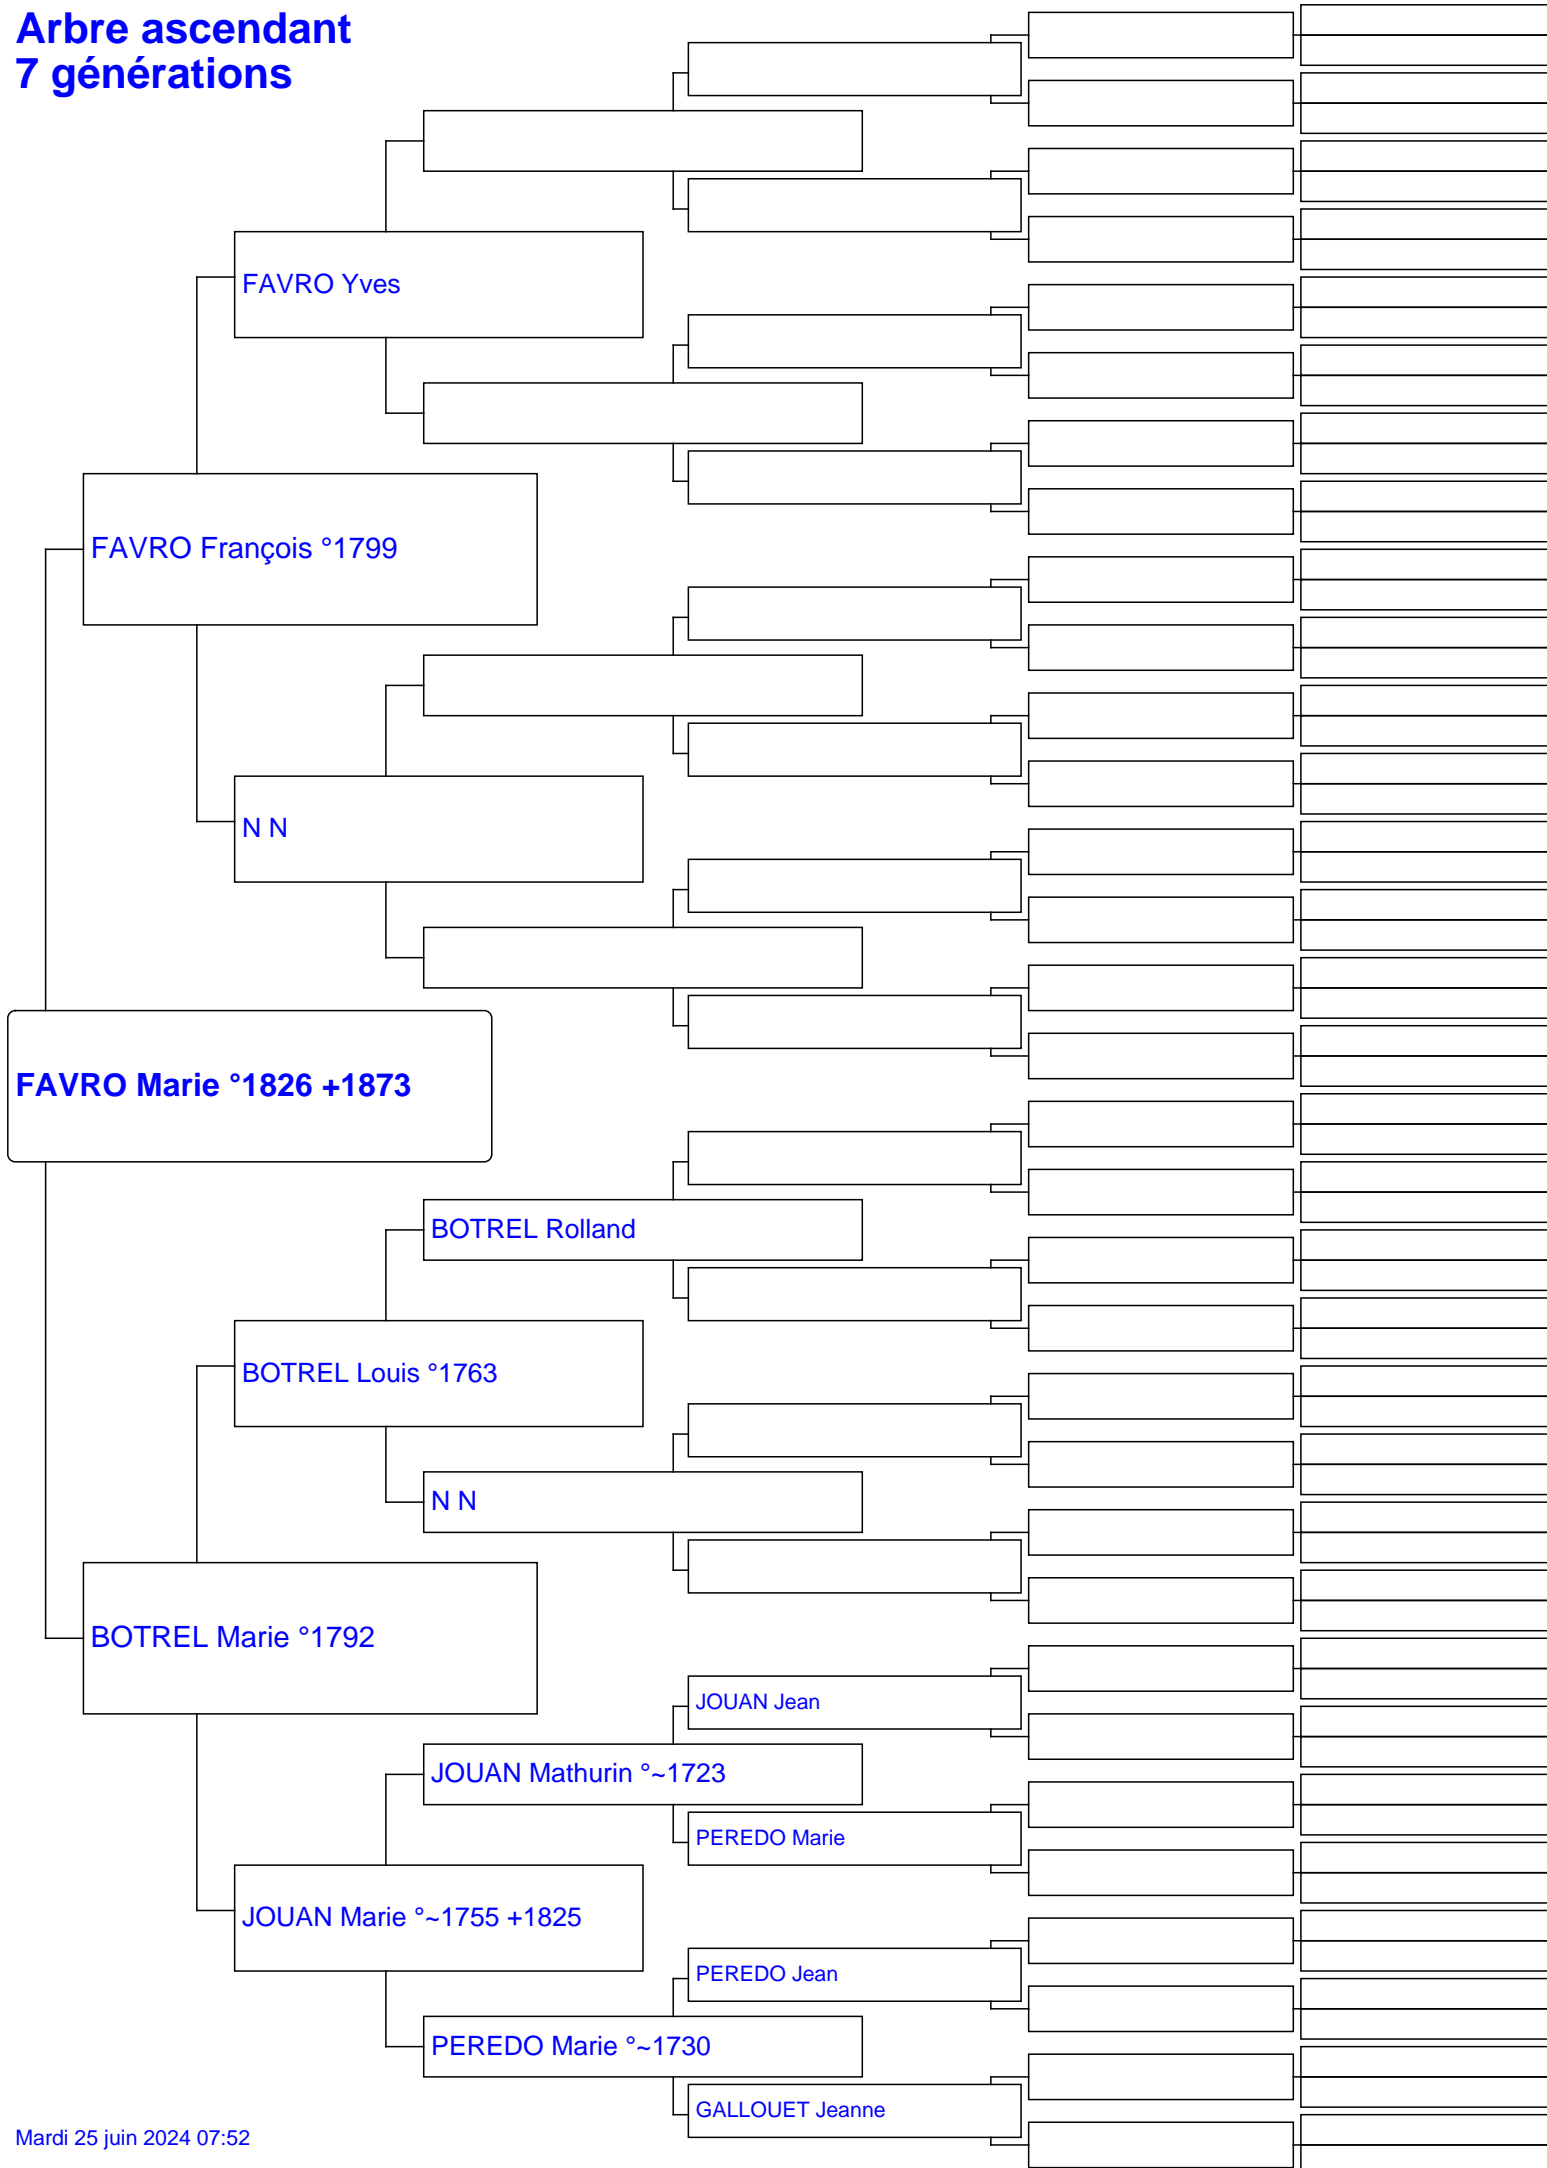 Arbre ascendant
7 générations
FAVRO Yves
FAVRO François °1799
N N
FAVRO Marie °1826 +1873
BOTREL Rolland
BOTREL Louis °1763
N N
BOTREL Marie °1792
JOUAN Jean
JOUAN Mathurin °~1723
PEREDO Marie
JOUAN Marie °~1755 +1825
PEREDO Jean
PEREDO Marie °~1730
GALLOUET Jeanne
Mardi 25 juin 2024 07:52